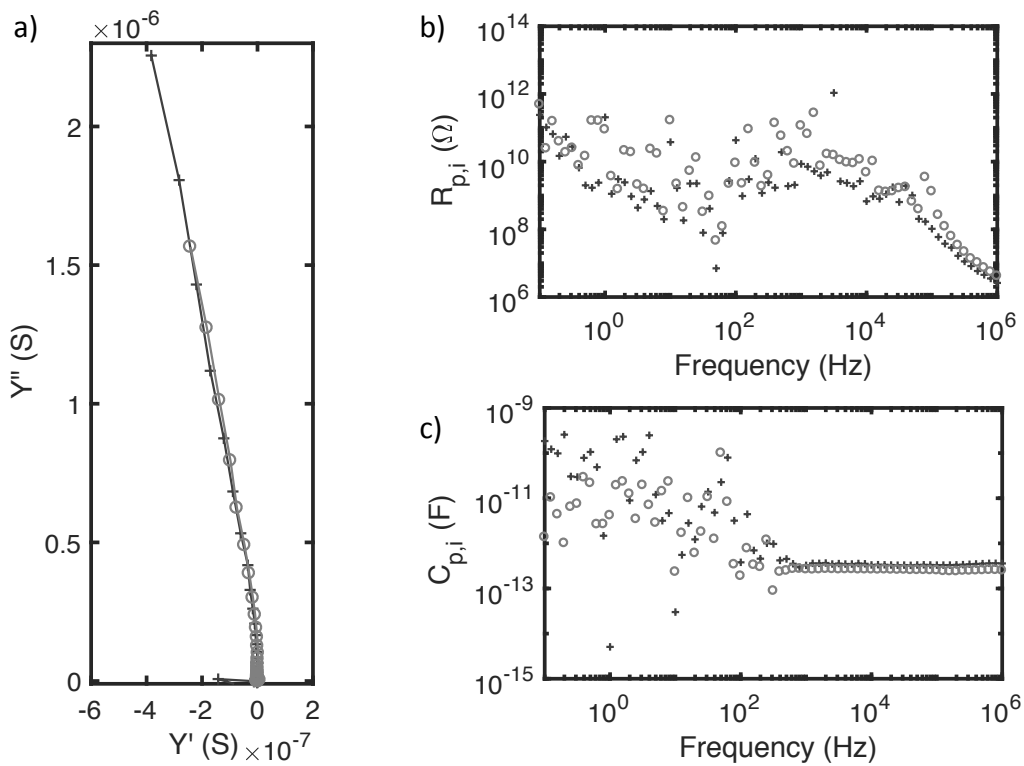 a)
×10⁻⁶
2
1.5
1
0.5
0
Y'' (S)
-6 -4 -2 0 2
Y' (S) ×10⁻⁷
b)
10¹⁴
10¹²
10¹⁰
10⁸
10⁶
R_{p,i} (Ω)
10⁰ 10² 10⁴ 10⁶
Frequency (Hz)
c)
10⁻⁹
10⁻¹¹
10⁻¹³
10⁻¹⁵
C_{p,i} (F)
10⁰ 10² 10⁴ 10⁶
Frequency (Hz)